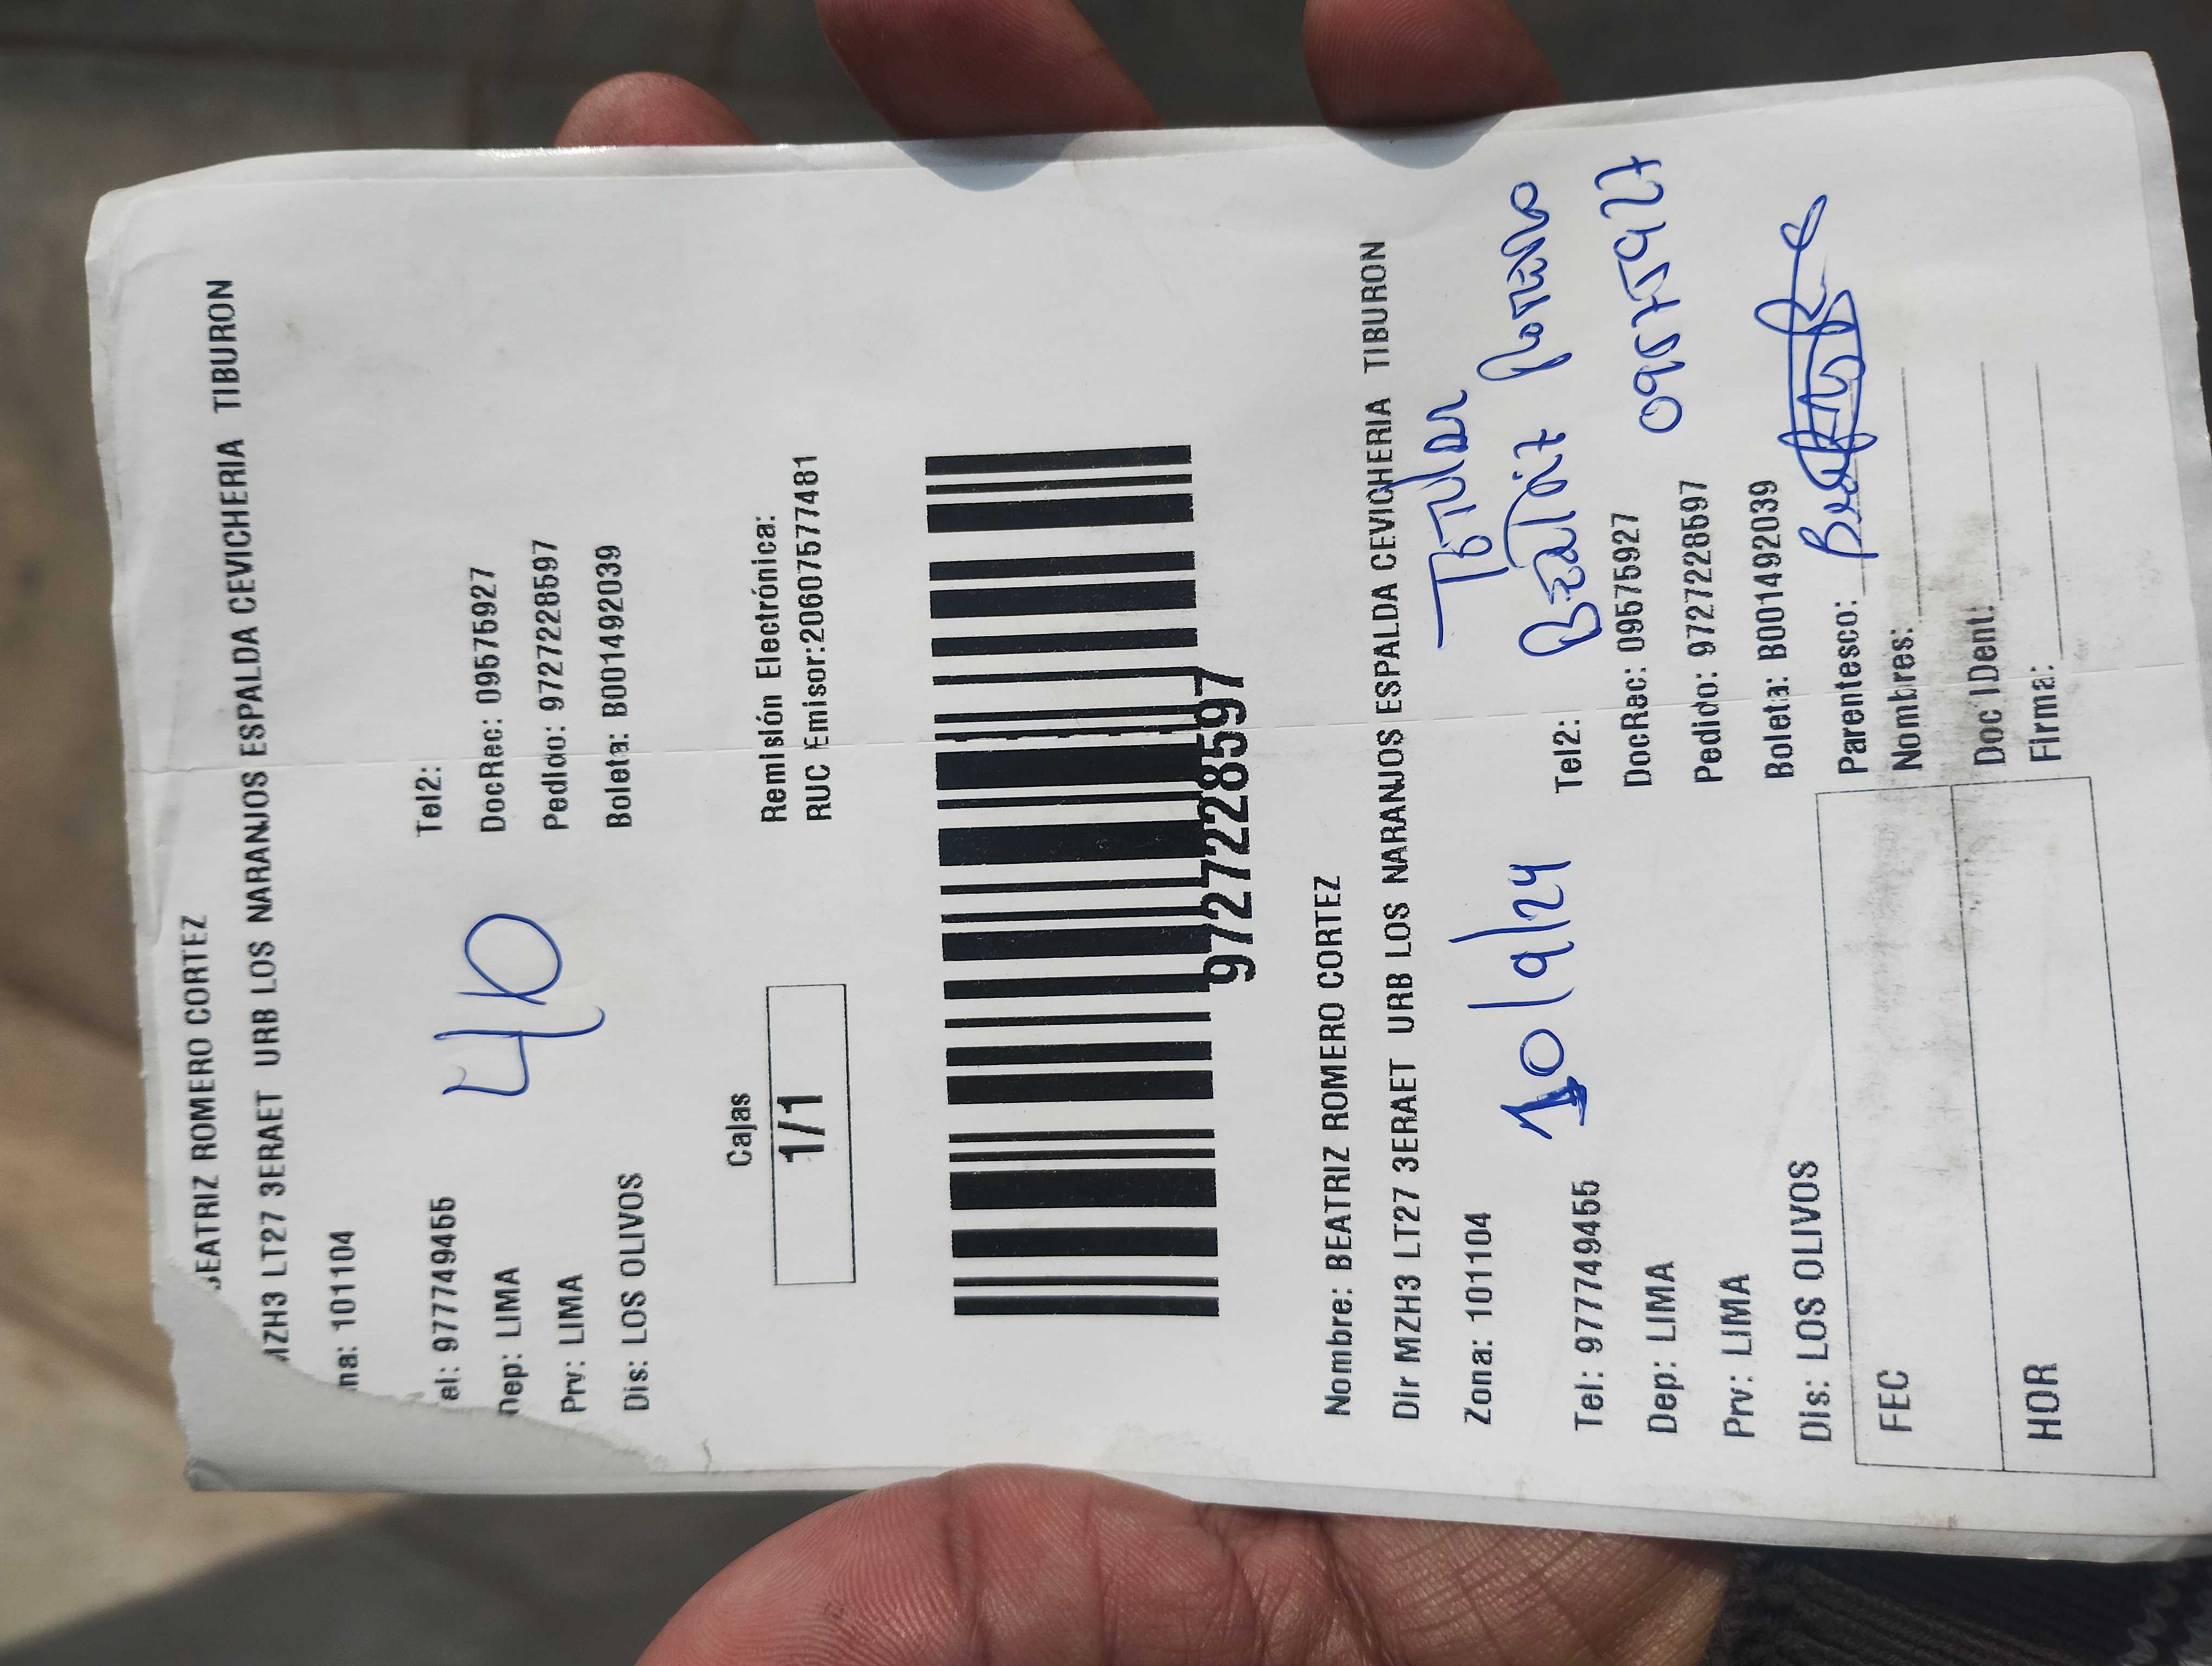 BEATRIZ ROMERO CORTEZ
MZH3 LT27 3ERAET URB LOS NARANJOS ESPALDA CEVICHERIA TIBURON
na: 101104
el: 977749455 Tel2:
Dep: LIMA DocRec: 09575927
Prv: LIMA Pedido: 9727228597
Dis: LOS OLIVOS Boleta: B001492039
40
Cajas
1/1
Remisión Electrónica:
RUC Emisor:20607577481
9727228597
Nombre: BEATRIZ ROMERO CORTEZ
Dir MZH3 LT27 3ERAET URB LOS NARANJOS ESPALDA CEVICHERIA TIBURON
Zona: 101104
Titular
10/9/24
Beatriz Romero
Tel: 977749455 Tel2:
09575927
Dep: LIMA DocRec: 09575927
Prv: LIMA Pedido: 9727228597
Dis: LOS OLIVOS Boleta: B001492039
FEC
HOR
Parentesco:
Nombres:
Doc IDent:
Firma: